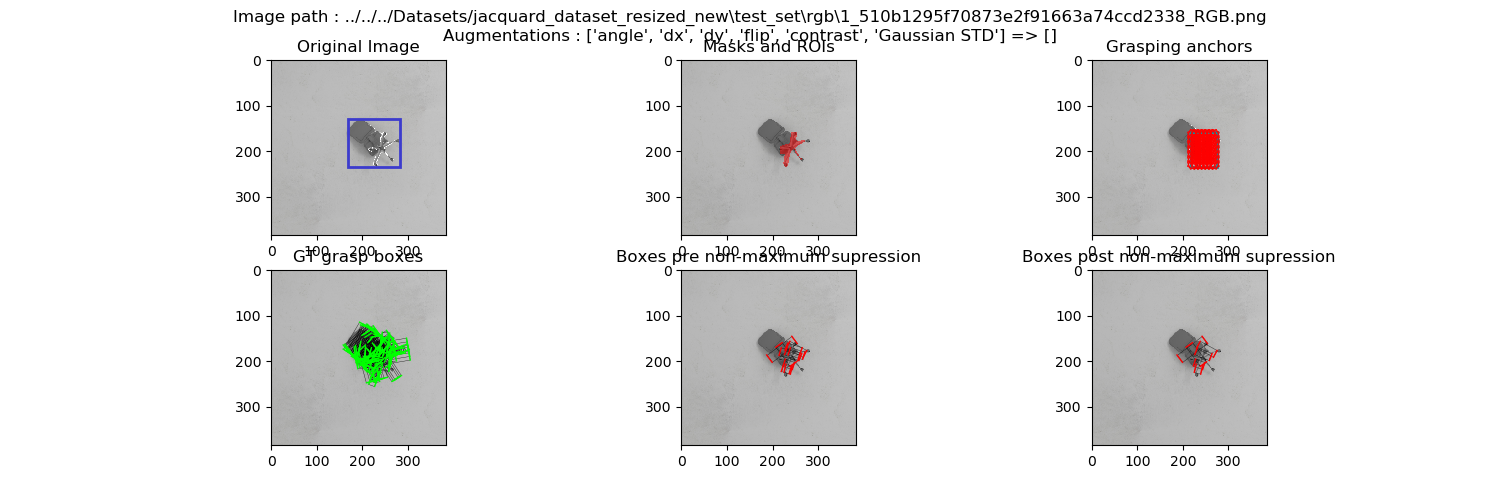 Image path : ../../../Datasets/jacquard_dataset_resized_new\test_set\rgb\1_510b1295f70873e2f91663a74ccd2338_RGB.png
Augmentations : ['angle', 'dx', 'dy', 'flip', 'contrast', 'Gaussian STD'] => []
Original Image
Masks and ROIs
Grasping anchors
0 0 0
100 100 100
200 200 200
300 300 300
0 100 200 300 0 100 200 300 0 100 200 300
GT grasp boxes
Boxes pre non-maximum supression
Boxes post non-maximum supression
0 0 0
100 100 100
200 200 200
300 300 300
0 100 200 300 0 100 200 300 0 100 200 300